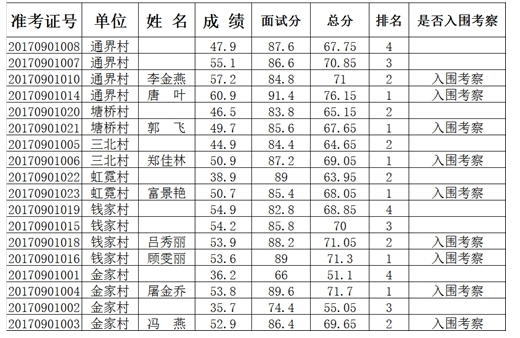 准考证号 单位 姓 名 成 绩 面试分 总分 排名 是否入围考察
20170901008 通界村 47.9 87.6 67.75 4
20170901007 通界村 55.1 86.6 70.85 3
20170901010 通界村 李金燕 57.2 84.8 71 2 入围考察
20170901014 通界村 唐 叶 60.9 91.4 76.15 1 入围考察
20170901020 塘桥村 46.5 83.8 65.15 2
20170901021 塘桥村 郭 飞 49.7 85.6 67.65 1 入围考察
20170901005 三北村 44.9 84.4 64.65 2
20170901006 三北村 郑佳林 50.9 87.2 69.05 1 入围考察
20170901022 虹霓村 38.9 89 63.95 2
20170901023 虹霓村 富景艳 50.7 85.4 68.05 1 入围考察
20170901019 钱家村 54.9 82.8 68.85 4
20170901015 钱家村 54.2 85.8 70 3
20170901018 钱家村 吕秀丽 53.9 88.2 71.05 2 入围考察
20170901016 钱家村 顾雯丽 53.6 89 71.3 1 入围考察
20170901001 金家村 36.2 66 51.1 4
20170901004 金家村 屠金乔 53.8 89.6 71.7 1 入围考察
20170901002 金家村 35.7 74.4 55.05 3
20170901003 金家村 冯 燕 52.9 86.4 69.65 2 入围考察